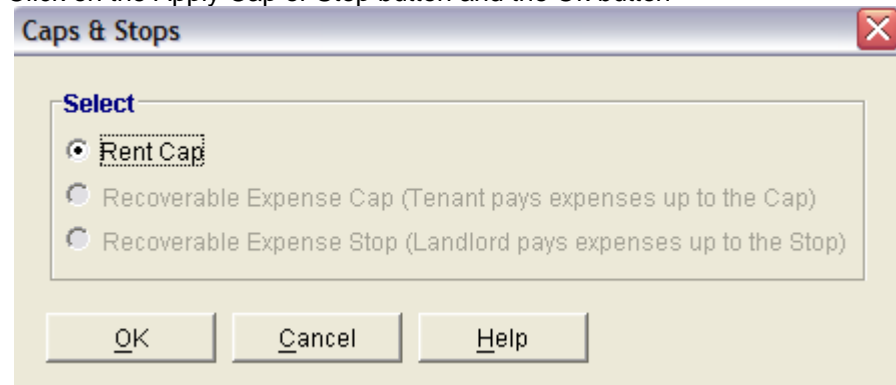 Click on the Apply Cap or Stop button and the OK button
Caps & Stops
Select
Rent Cap
Recoverable Expense Cap (Tenant pays expenses up to the Cap)
Recoverable Expense Stop (Landlord pays expenses up to the Stop)
OK Cancel Help